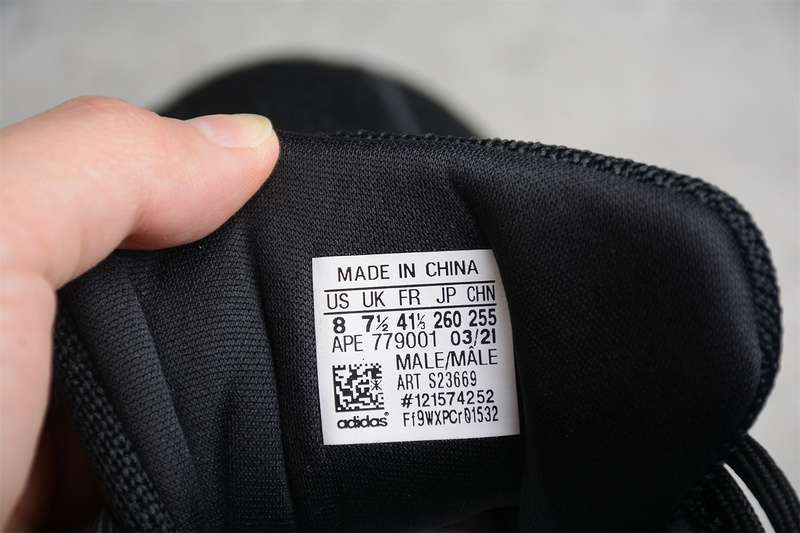 MADE IN CHINA
US UK FR JP CHN
8 7½ 41⅓ 260 255
APE 779001 03/21
MALE/MÂLE
ART S23669
#121574252
adidas® Ff9WXPCr01532